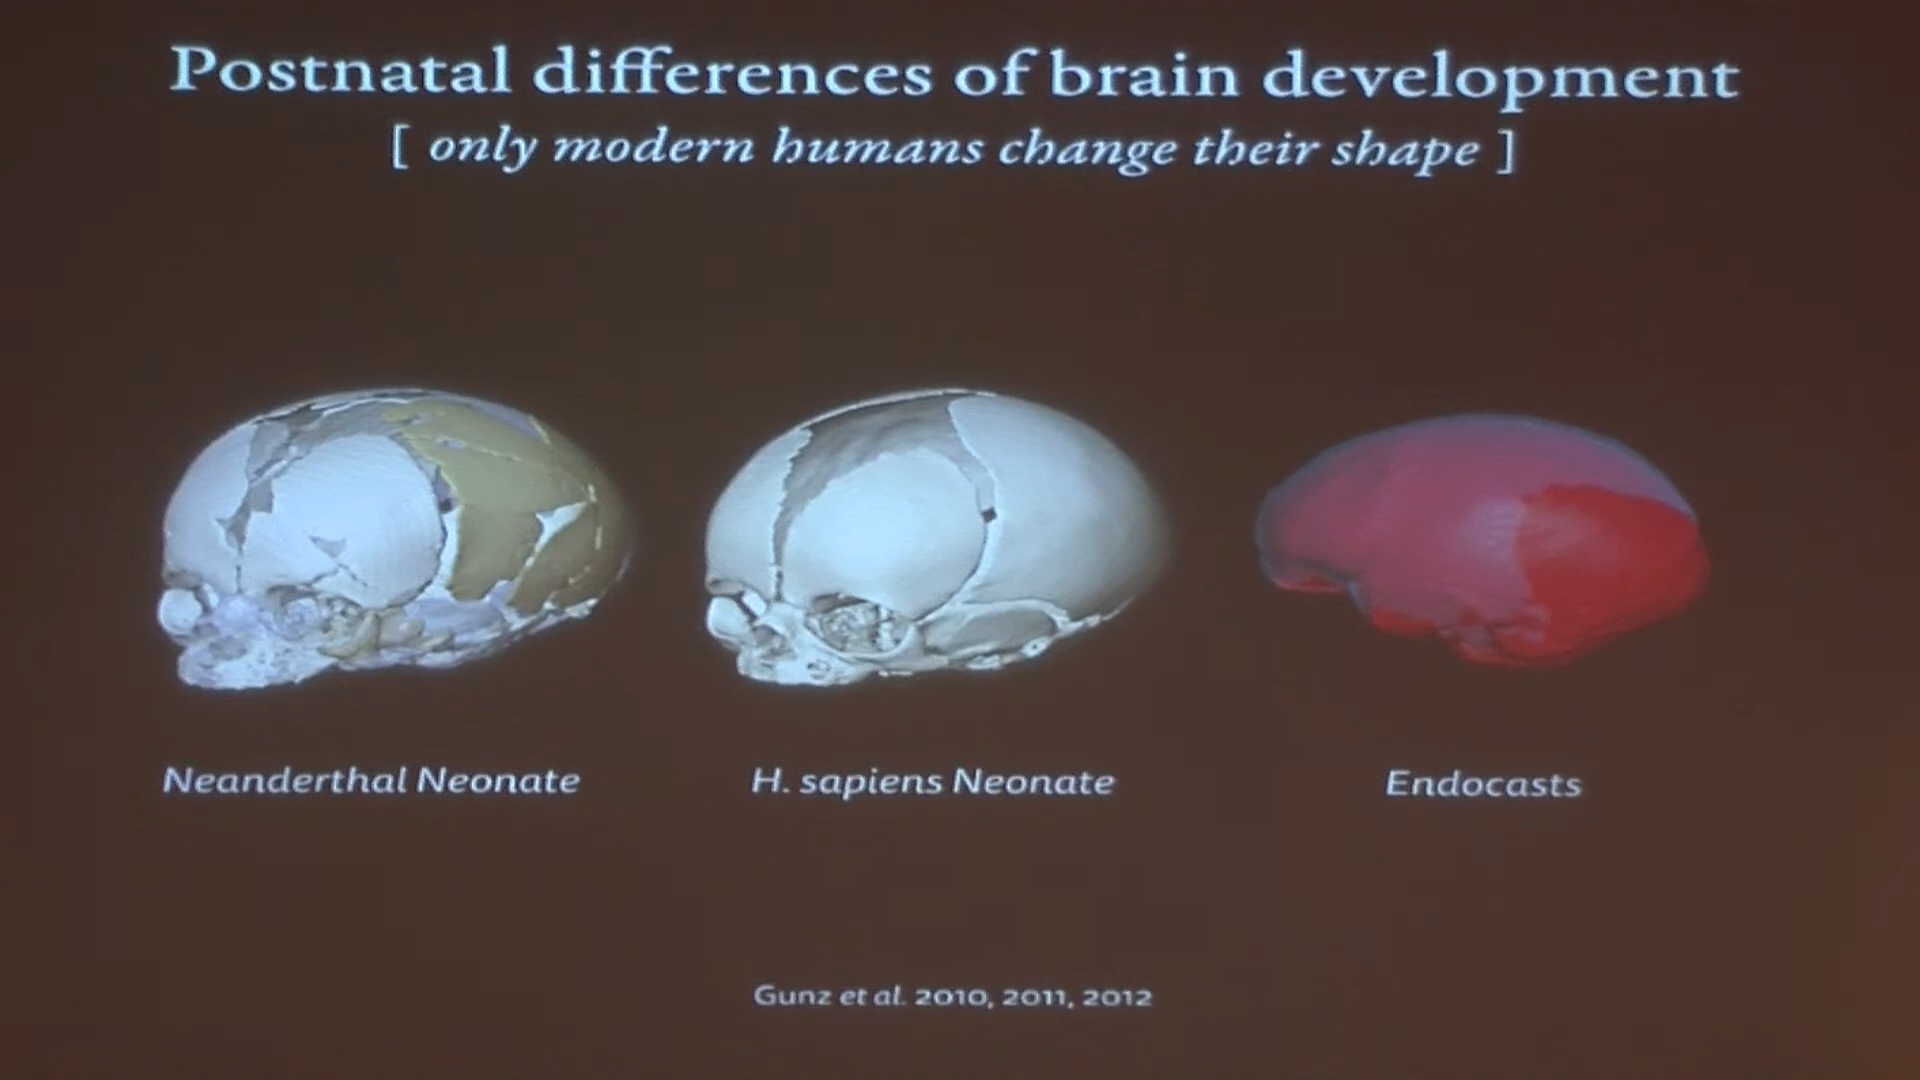 Postnatal differences of brain development
[ only modern humans change their shape ]
Neanderthal Neonate
H. sapiens Neonate
Endocasts
Gunz et al. 2010, 2011, 2012